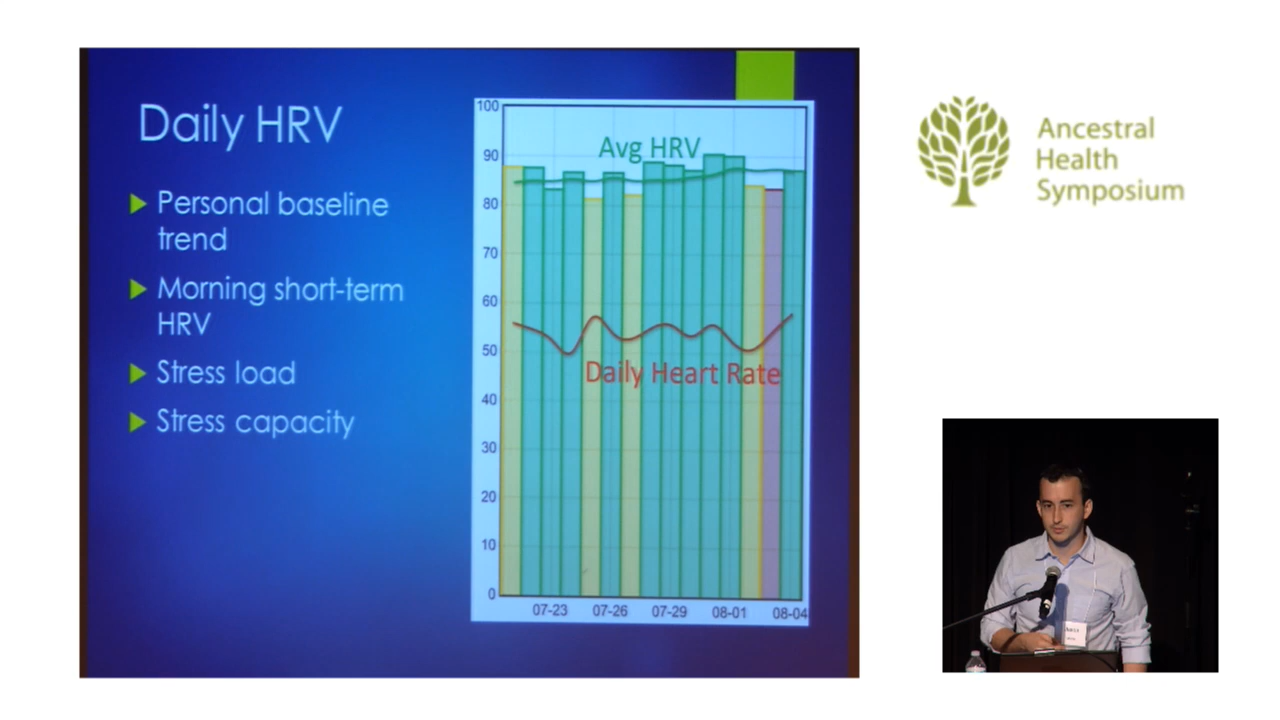 Daily HRV
Personal baseline
trend
Morning short-term
HRV
Stress load
Stress capacity
100
90
80
70
60
50
40
30
20
10
0
Avg HRV
Daily Heart Rate
07-23
07-26
07-29
08-01
08-04
Ancestral
Health
Symposium